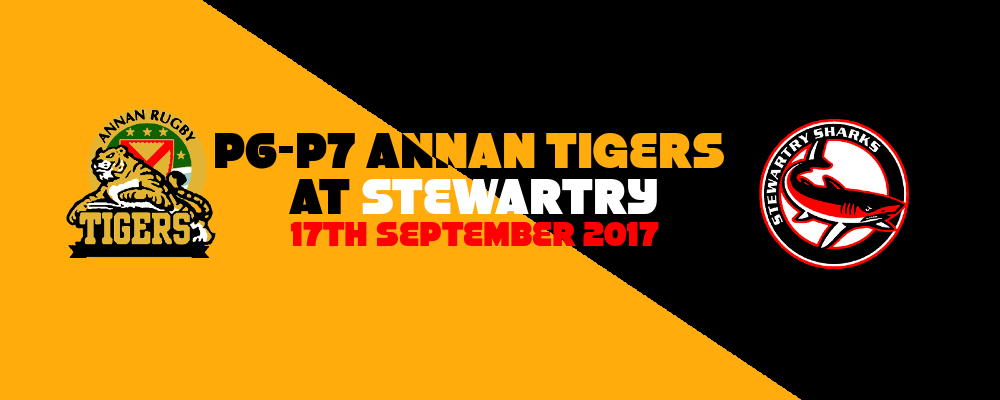 ANNAN RUGBY
TIGERS
P6-P7 ANNAN TIGERS
AT STEWARTRY
17TH SEPTEMBER 2017
STEWARTRY SHARKS